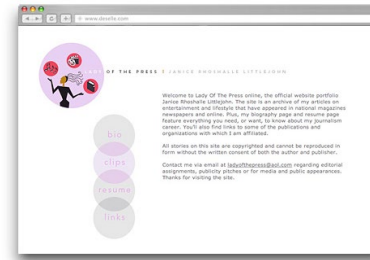 www.devella.com
LADY OF THE PRESS | JANICE RHOSHALLE LITTLEJOHN
Welcome to Lady Of The Press online, the official website portfolio
Janice Rhoshalle Littlejohn. The site is an archive of my articles on
entertainment and lifestyle that have appeared in national magazines
newspapers and online. Plus, my biography page and resume page
feature everything you need, or want, to know about my journalism
career. You'll also find links to some of the publications and
organizations with which I am affiliated.
All stories on this site are copyrighted and cannot be reproduced in
form without the written consent of both the author and publisher.
Contact me via email at ladyofthepress@aol.com regarding editorial
assignments, publicity pitches or for media and public appearances.
Thanks for visiting the site.
bio
clips
resume
links